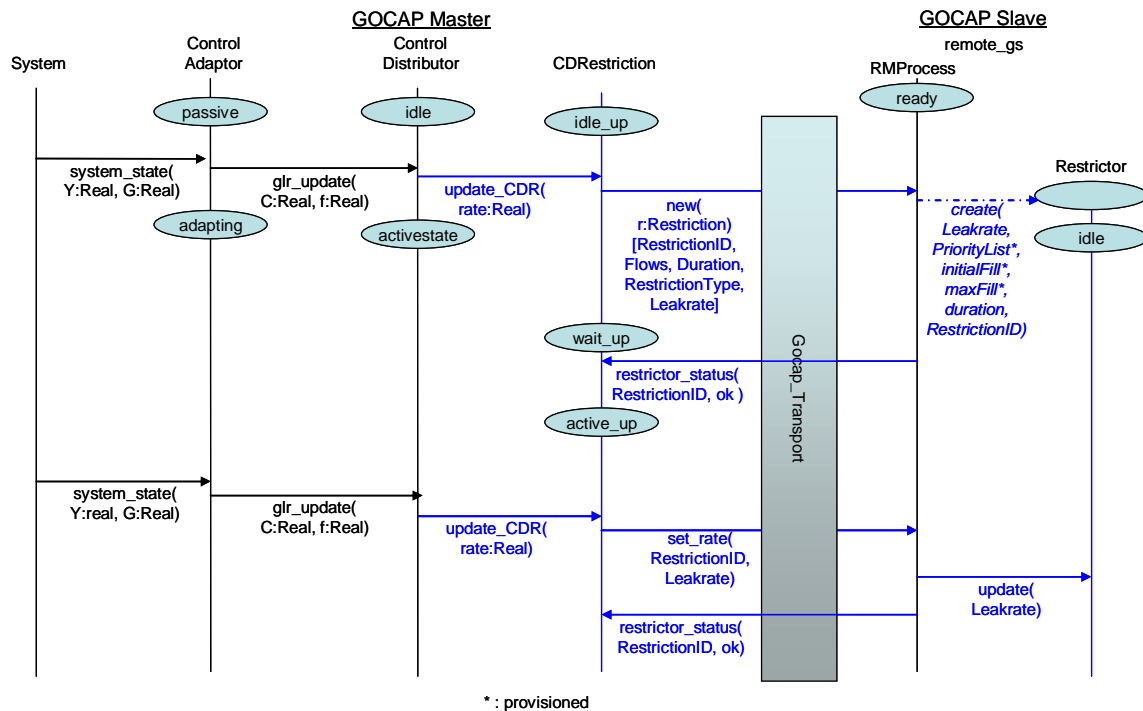 GOCAP Master
GOCAP Slave
System
Control
Adaptor
Control
Distributor
CDRestriction
remote_gs
RMProcess
passive
idle
idle_up
ready
system_state(
Y:Real, G:Real)
glr_update(
C:Real, f:Real)
update_CDR(
rate:Real)
new(
r:Restriction)
[RestrictionID,
Flows, Duration,
RestrictionType,
Leakrate]
Restrictor
create(
Leakrate,
PriorityList*,
initialFill*,
maxFill*,
duration,
RestrictionID)
adapting
activestate
idle
wait_up
restrictor_status(
RestrictionID, ok )
active_up
Gocap_Transport
system_state(
Y:real, G:Real)
glr_update(
C:Real, f:Real)
update_CDR(
rate:Real)
set_rate(
RestrictionID,
Leakrate)
update(
Leakrate)
restrictor_status(
RestrictionID, ok)
* : provisioned